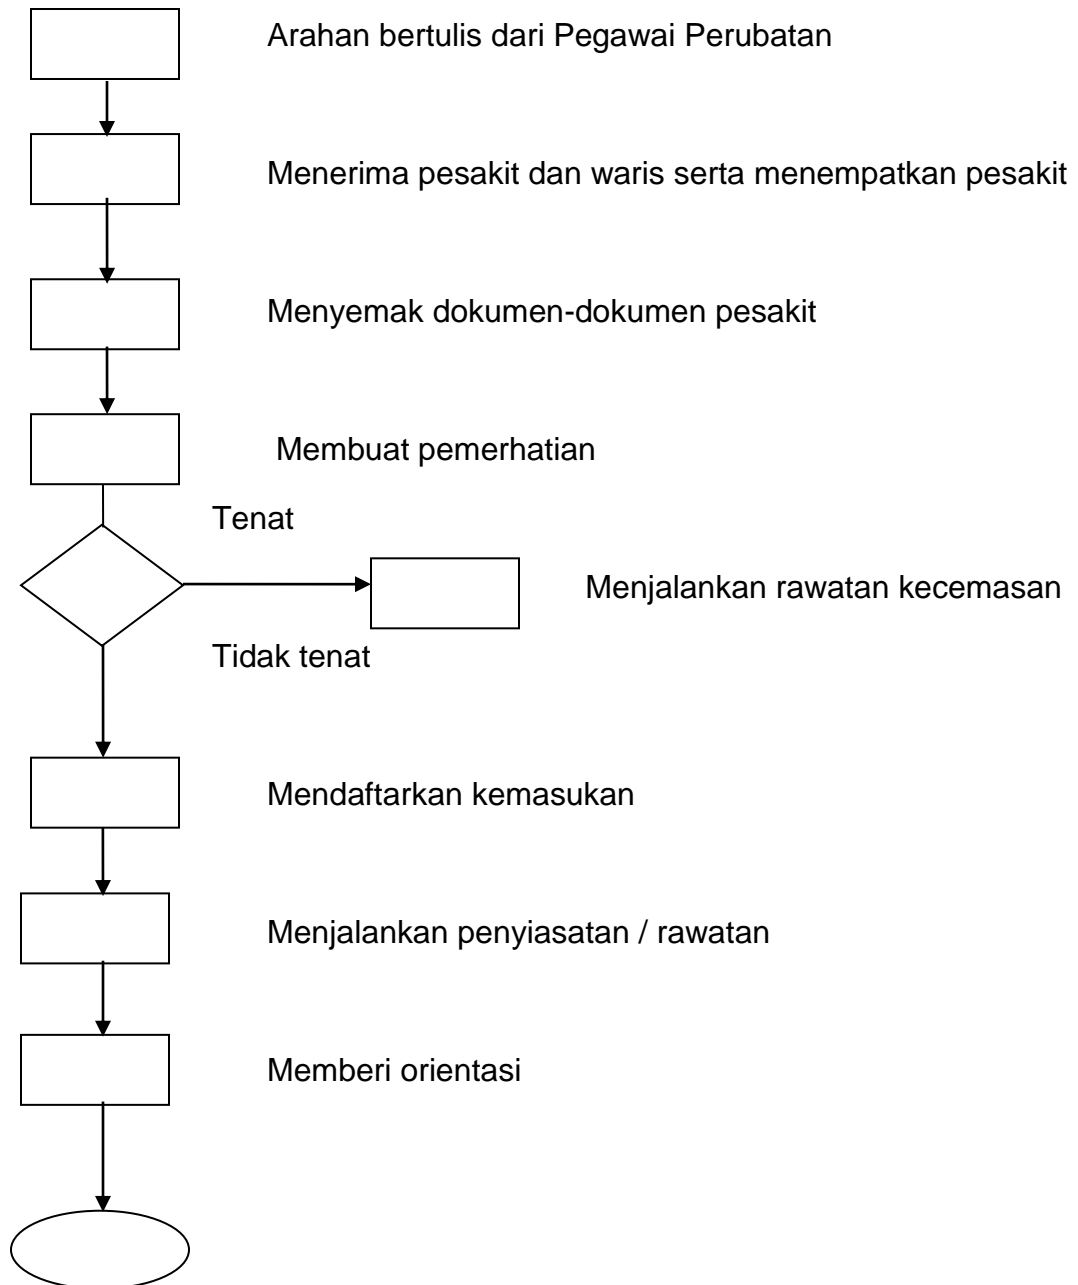 Arahan bertulis dari Pegawai Perubatan
Menerima pesakit dan waris serta menempatkan pesakit
Menyemak dokumen-dokumen pesakit
Membuat pemerhatian
Tenat
Menjalankan rawatan kecemasan
Tidak tenat
Mendaftarkan kemasukan
Menjalankan penyiasatan / rawatan
Memberi orientasi